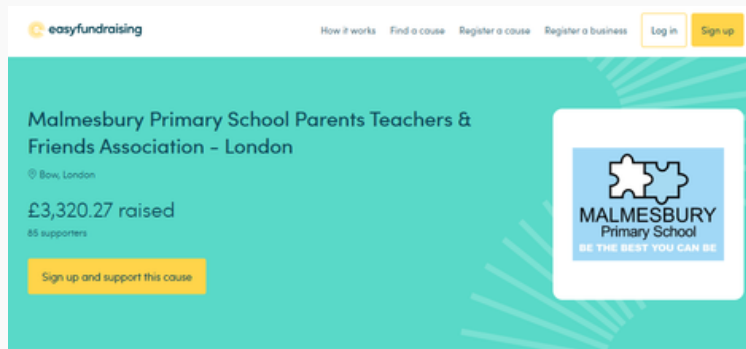 easyfundraising
How it works Find a cause Register a cause Register a business Log in Sign up
Malmesbury Primary School Parents Teachers &
Friends Association - London
Bow, London
£3,320.27 raised
85 supporters
Sign up and support this cause
MALMESBURY
Primary School
BE THE BEST YOU CAN BE